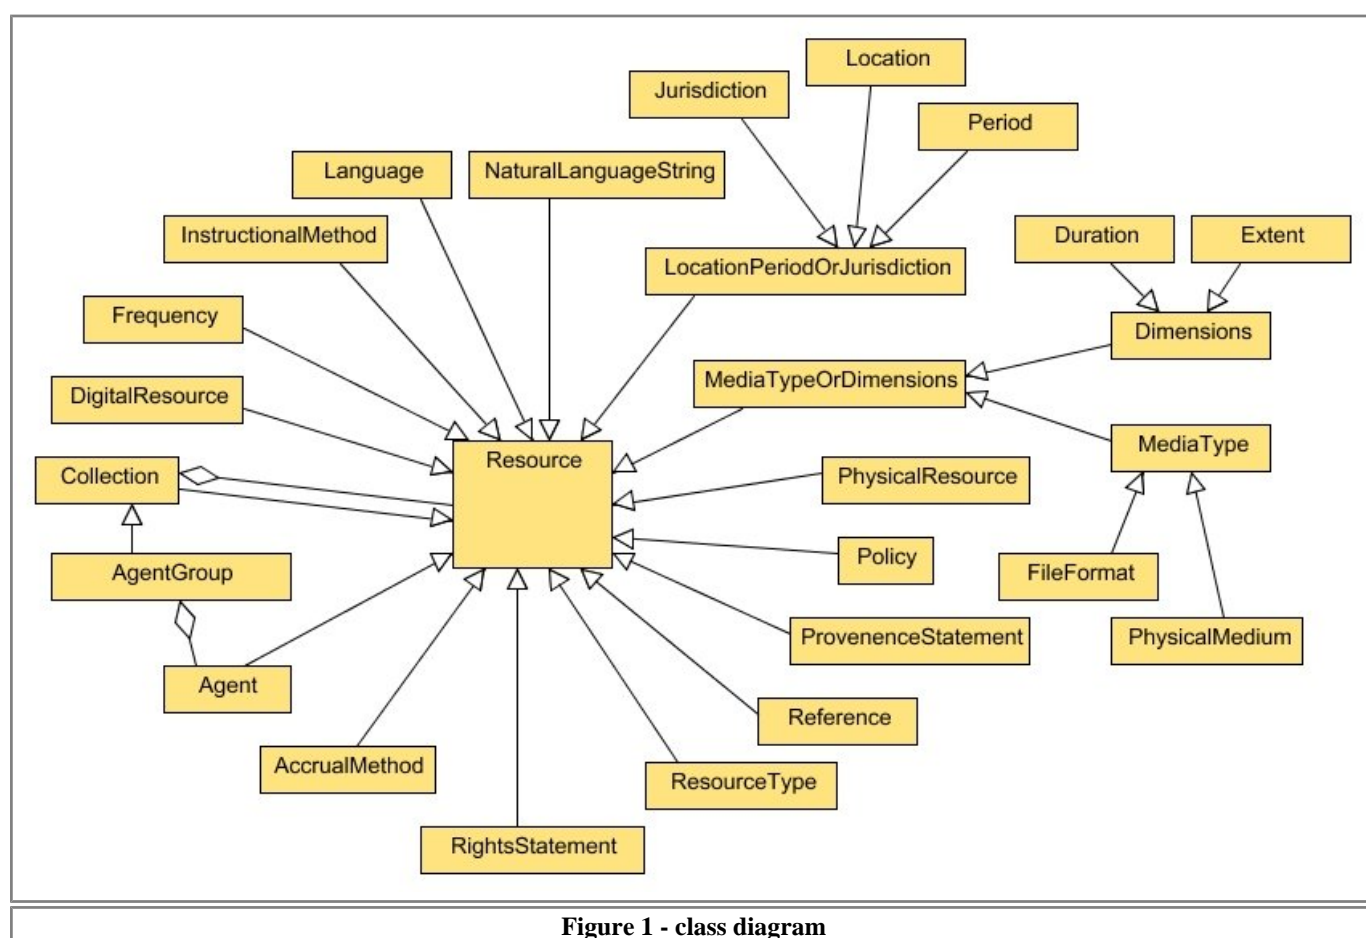 Location
Jurisdiction
Period
Language
NaturalLanguageString
InstructionalMethod
Duration
Extent
LocationPeriodOrJurisdiction
Frequency
Dimensions
MediaTypeOrDimensions
DigitalResource
MediaType
Resource
Collection
PhysicalResource
Policy
AgentGroup
FileFormat
ProvenenceStatement
PhysicalMedium
Agent
Reference
AccrualMethod
ResourceType
RightsStatement
Figure 1 - class diagram